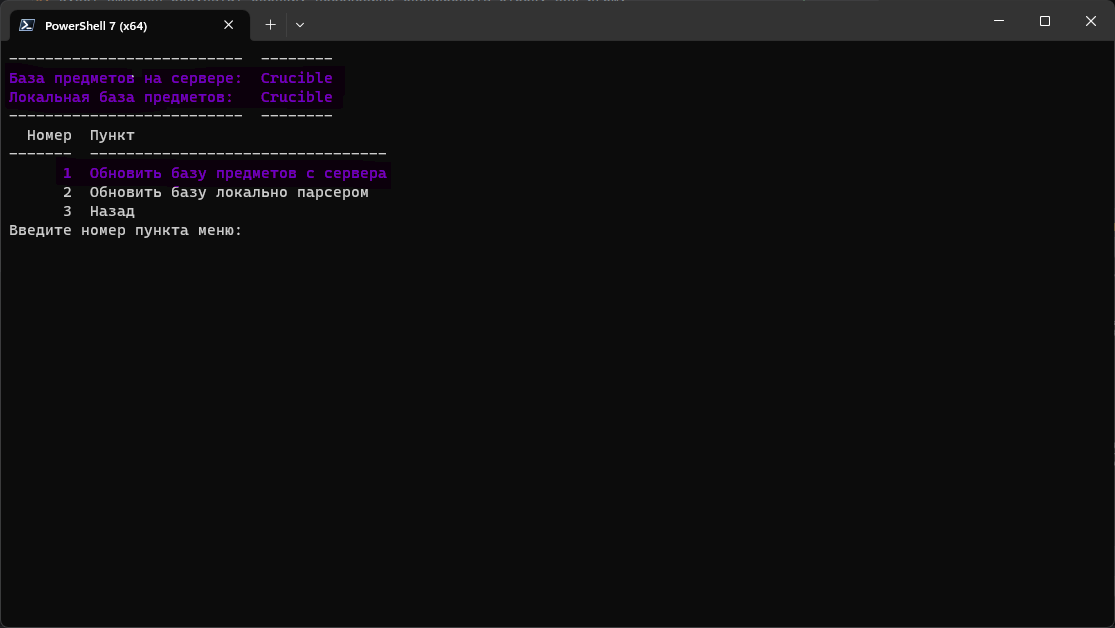 PowerShell 7 (x64)
-------------------------- --------
База предметов на сервере: Crucible
Локальная база предметов: Crucible
-------------------------- --------
Номер Пункт
------- ---------------------------------
1 Обновить базу предметов с сервера
2 Обновить базу локально парсером
3 Назад
Введите номер пункта меню: